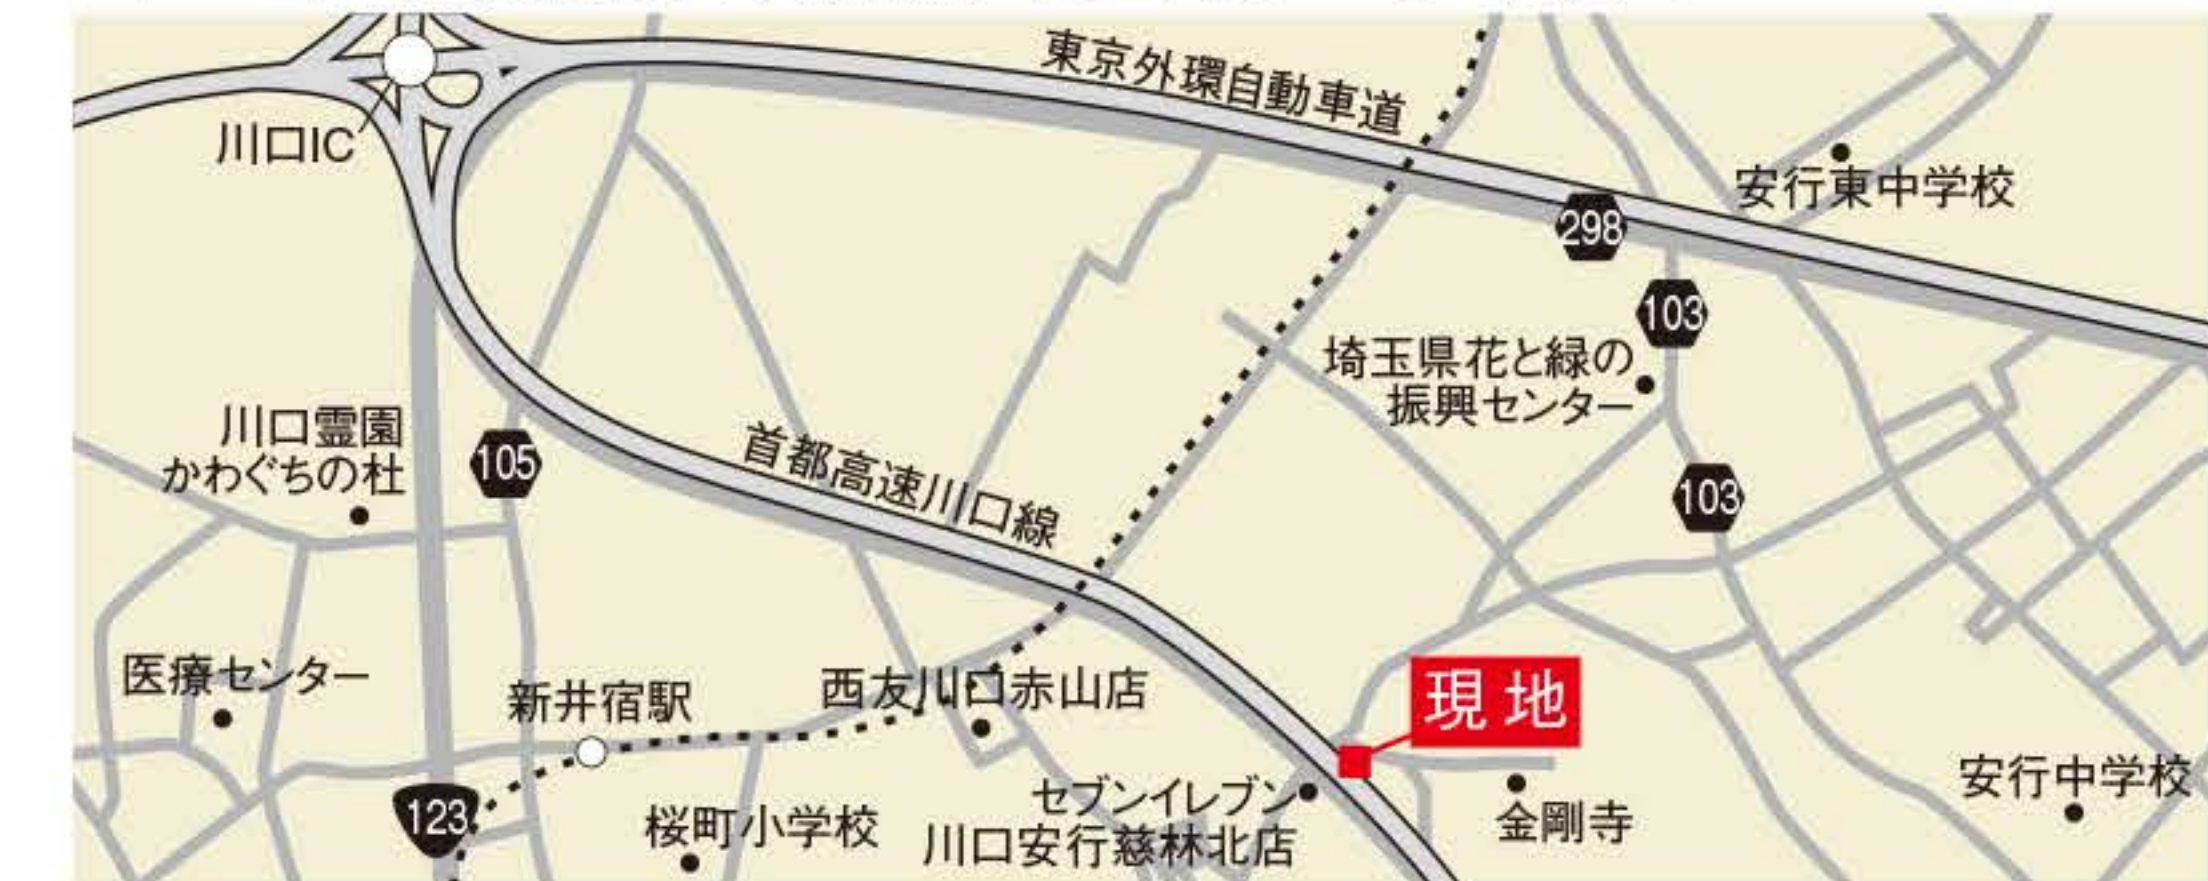 東京外環自動車道
川口IC
安行東中学校
298
103
埼玉県花と緑の
振興センター
川口霊園
かわぐちの杜
105
首都高速川口線
103
医療センター
新井宿駅
西友川口赤山店
現地
123
桜町小学校
セブンイレブン
川口安行慈林北店
金剛寺
安行中学校